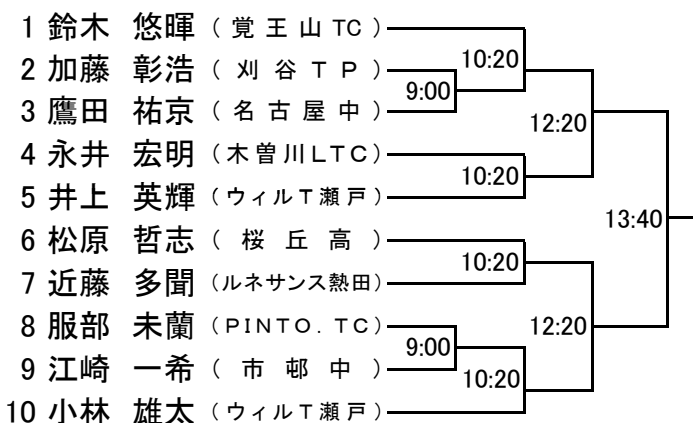 1 鈴木 悠暉 ( 覚 王 山 TC )
10:20
2 加藤 彰浩 ( 刈 谷 T P )
9:00
3 鷹田 祐京 ( 名 古 屋 中 )
12:20
4 永井 宏明 (木曽川LTC)
10:20
5 井上 英輝 (ウィルT瀬戸)
13:40
6 松原 哲志 ( 桜 丘 高 )
10:20
7 近藤 多聞 (ルネサンス熱田)
8 服部 未蘭 (PINTO. TC)
12:20
9:00
9 江崎 一希 ( 市 邨 中 )
10:20
10 小林 雄太 (ウィルT瀬戸)